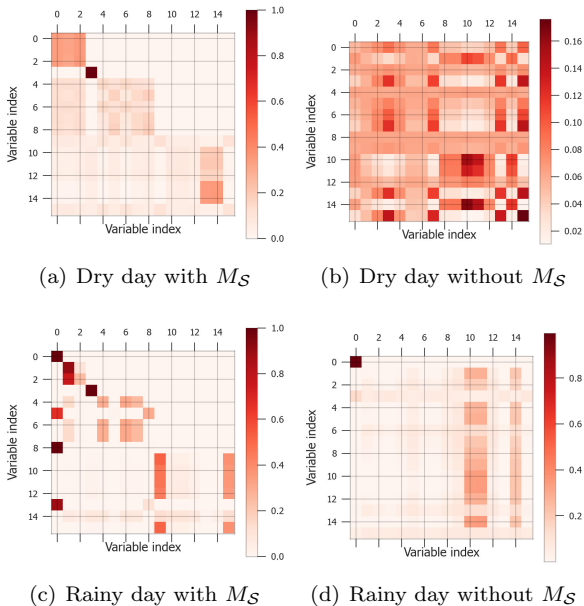 0 2 4 6 8 10 12 14
0 2 4 6 8 10 12 14
Variable index
Variable index
1.0
0.8
0.6
0.4
0.2
0.0
0 2 4 6 8 10 12 14
0 2 4 6 8 10 12 14
Variable index
Variable index
0.16
0.14
0.12
0.10
0.08
0.06
0.04
0.02
(a) Dry day with M_S
(b) Dry day without M_S
0 2 4 6 8 10 12 14
0 2 4 6 8 10 12 14
Variable index
Variable index
1.0
0.8
0.6
0.4
0.2
0.0
0 2 4 6 8 10 12 14
0 2 4 6 8 10 12 14
Variable index
Variable index
0.8
0.6
0.4
0.2
(c) Rainy day with M_S
(d) Rainy day without M_S